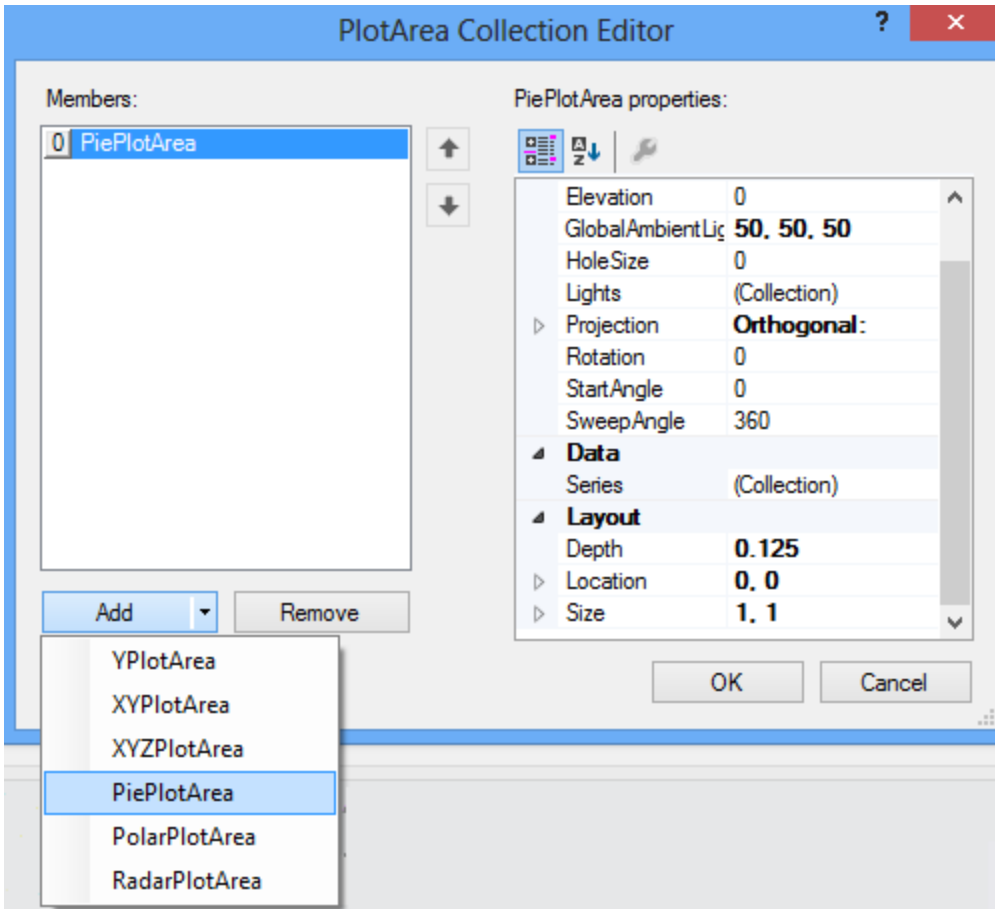 PlotArea Collection Editor
?
Members:
0 PiePlotArea
PiePlotArea properties:
Elevation 0
GlobalAmbientLig 50, 50, 50
HoleSize 0
Lights (Collection)
Projection Orthogonal:
Rotation 0
StartAngle 0
SweepAngle 360
Data
Series (Collection)
Layout
Depth 0.125
Location 0, 0
Size 1, 1
Add
Remove
YPlotArea
XYPlotArea
XYZPlotArea
PiePlotArea
PolarPlotArea
RadarPlotArea
OK
Cancel